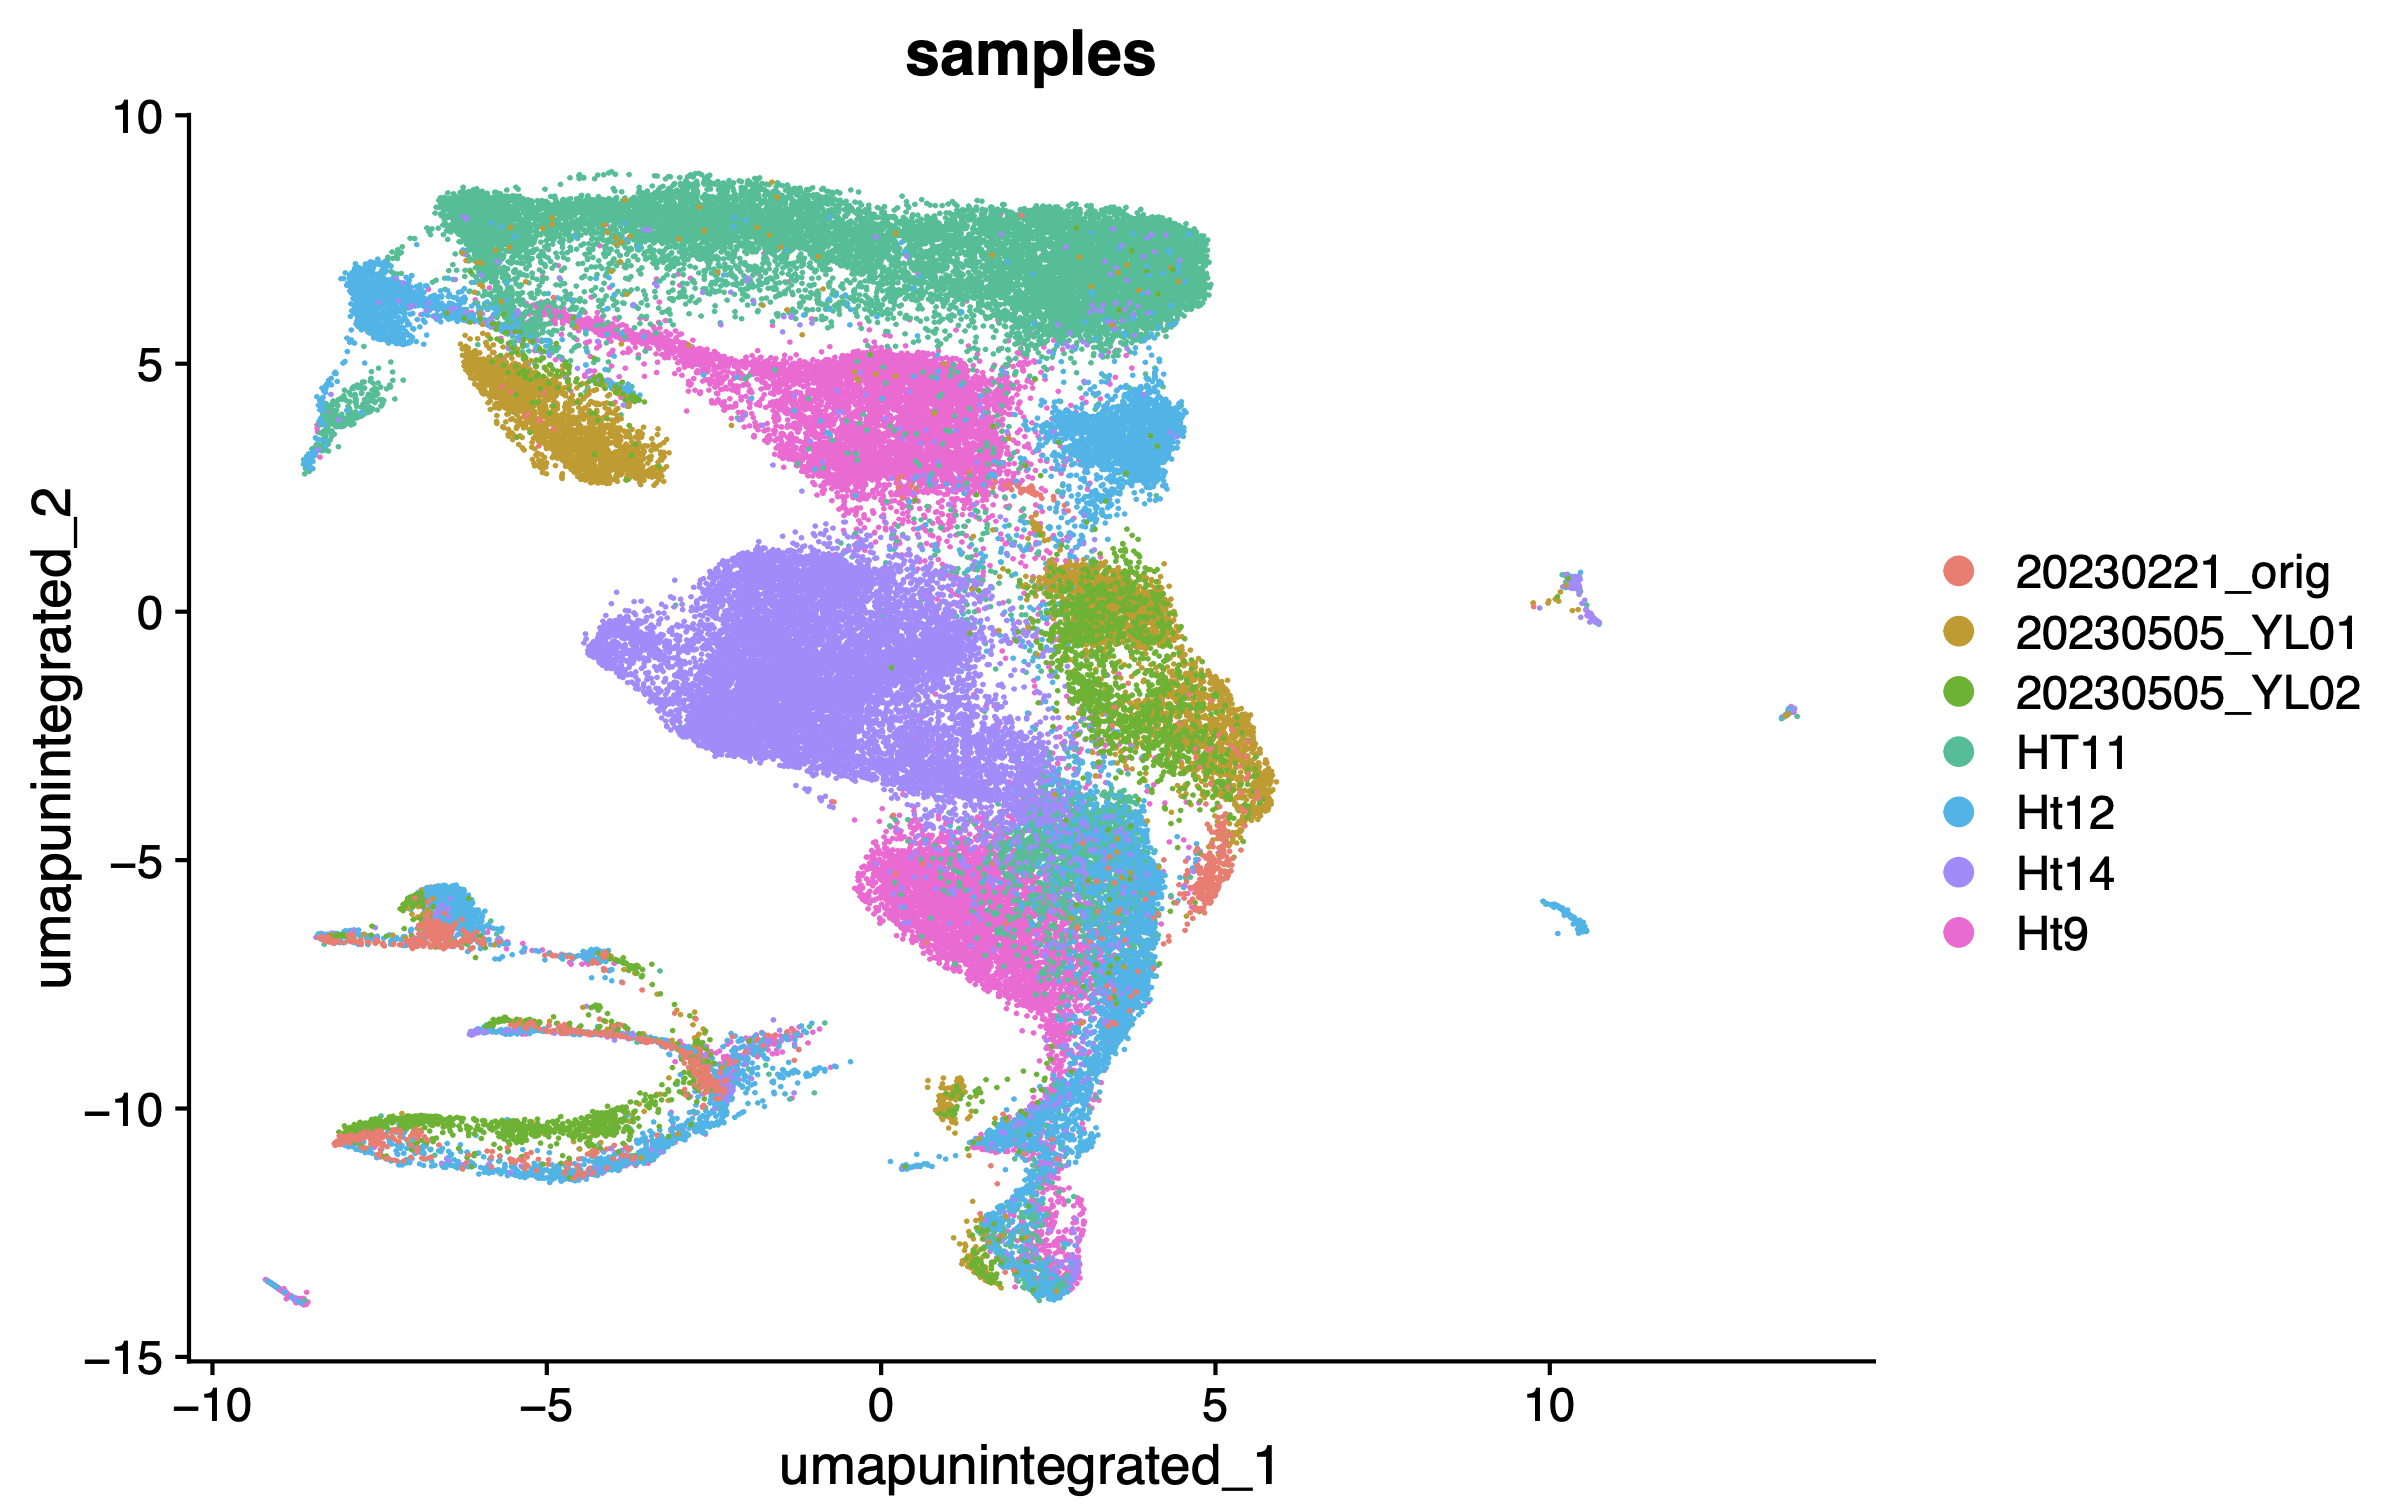 samples
10
5
0
−5
−10
−15
umapunintegrated_2
−10
−5
0
5
10
umapunintegrated_1
20230221_orig
20230505_YL01
20230505_YL02
HT11
Ht12
Ht14
Ht9